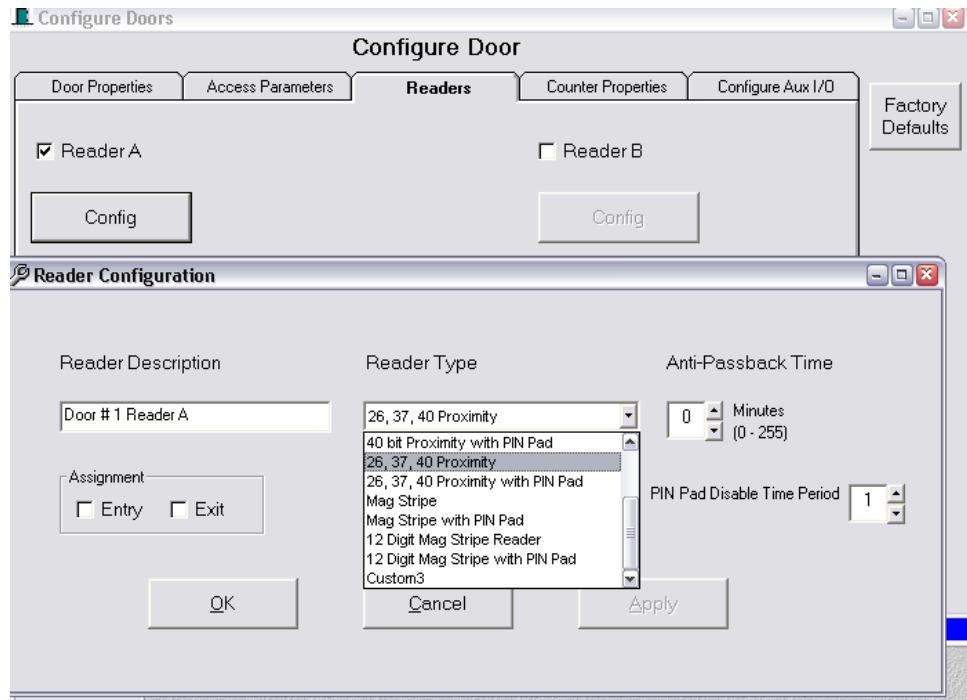 Configure Doors
Configure Door
Door Properties Access Parameters Readers Counter Properties Configure Aux I/O
Factory
Defaults
Reader A Reader B
Config Config
Reader Configuration
Reader Description Reader Type Anti-Passback Time
Door # 1 Reader A 26, 37, 40 Proximity 0 Minutes
(0 - 255)
40 bit Proximity with PIN Pad
26, 37, 40 Proximity
Assignment 26, 37, 40 Proximity with PIN Pad
PIN Pad Disable Time Period 1
Entry Exit Mag Stripe
Mag Stripe with PIN Pad
12 Digit Mag Stripe Reader
12 Digit Mag Stripe with PIN Pad
Custom3
OK Cancel Apply